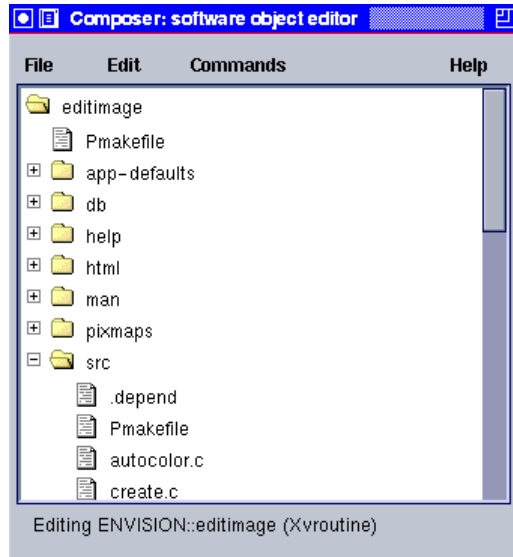 Composer: software object editor
File Edit Commands Help
editimage
Pmakefile
app-defaults
db
help
html
man
pixmaps
src
.depend
Pmakefile
autocolor.c
create.c
Editing ENVISION::editimage (Xvroutine)